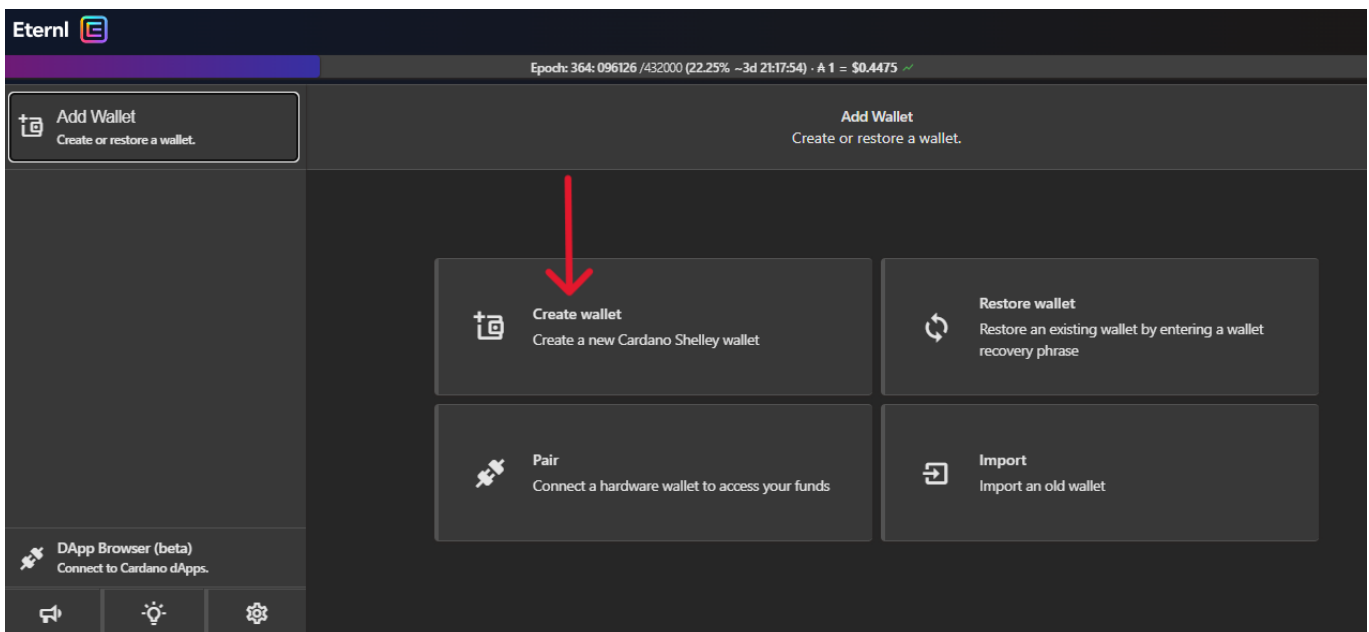 Eternl
Epoch: 364: 096126 /432000 (22.25% ~3d 21:17:54) · ₳ 1 = $0.4475
Add Wallet
Create or restore a wallet.
Add Wallet
Create or restore a wallet.
Create wallet
Create a new Cardano Shelley wallet
Restore wallet
Restore an existing wallet by entering a wallet
recovery phrase
Pair
Connect a hardware wallet to access your funds
Import
Import an old wallet
DApp Browser (beta)
Connect to Cardano dApps.